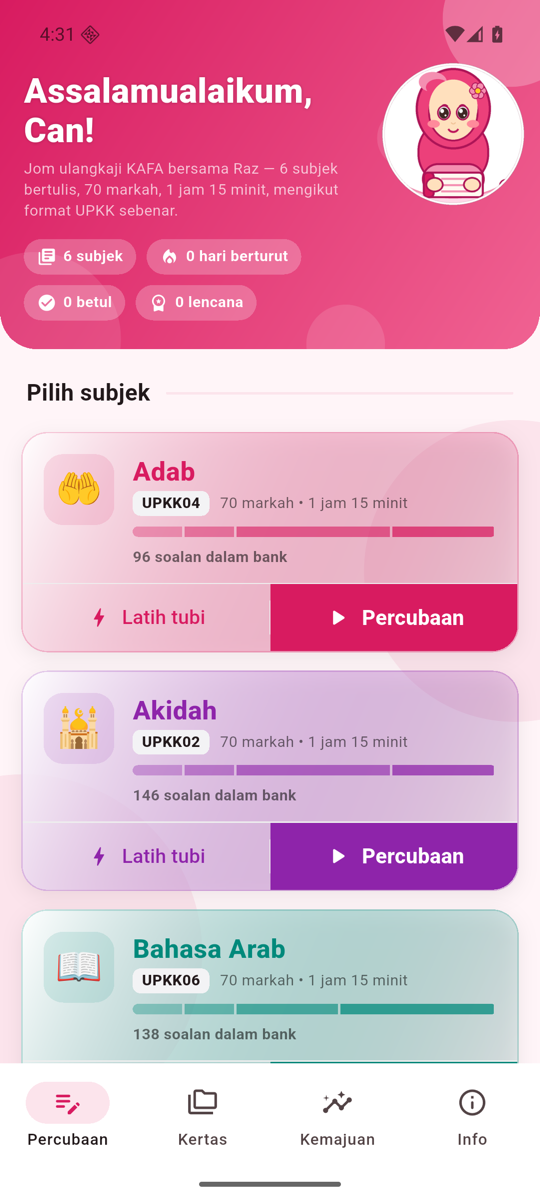 4:31
Assalamualaikum,
Can!
Jom ulangkaji KAFA bersama Raz — 6 subjek
bertulis, 70 markah, 1 jam 15 minit, mengikut
format UPKK sebenar.
6 subjek
0 hari berturut
0 betul
0 lencana
Pilih subjek
Adab
UPKK04 70 markah • 1 jam 15 minit
96 soalan dalam bank
Latih tubi
Percubaan
Akidah
UPKK02 70 markah • 1 jam 15 minit
146 soalan dalam bank
Latih tubi
Percubaan
Bahasa Arab
UPKK06 70 markah • 1 jam 15 minit
138 soalan dalam bank
Percubaan
Kertas
Kemajuan
Info